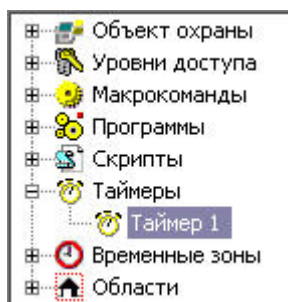 Объект охраны
Уровни доступа
Макрокоманды
Программы
Скрипты
Таймеры
Таймер 1
Временные зоны
Области